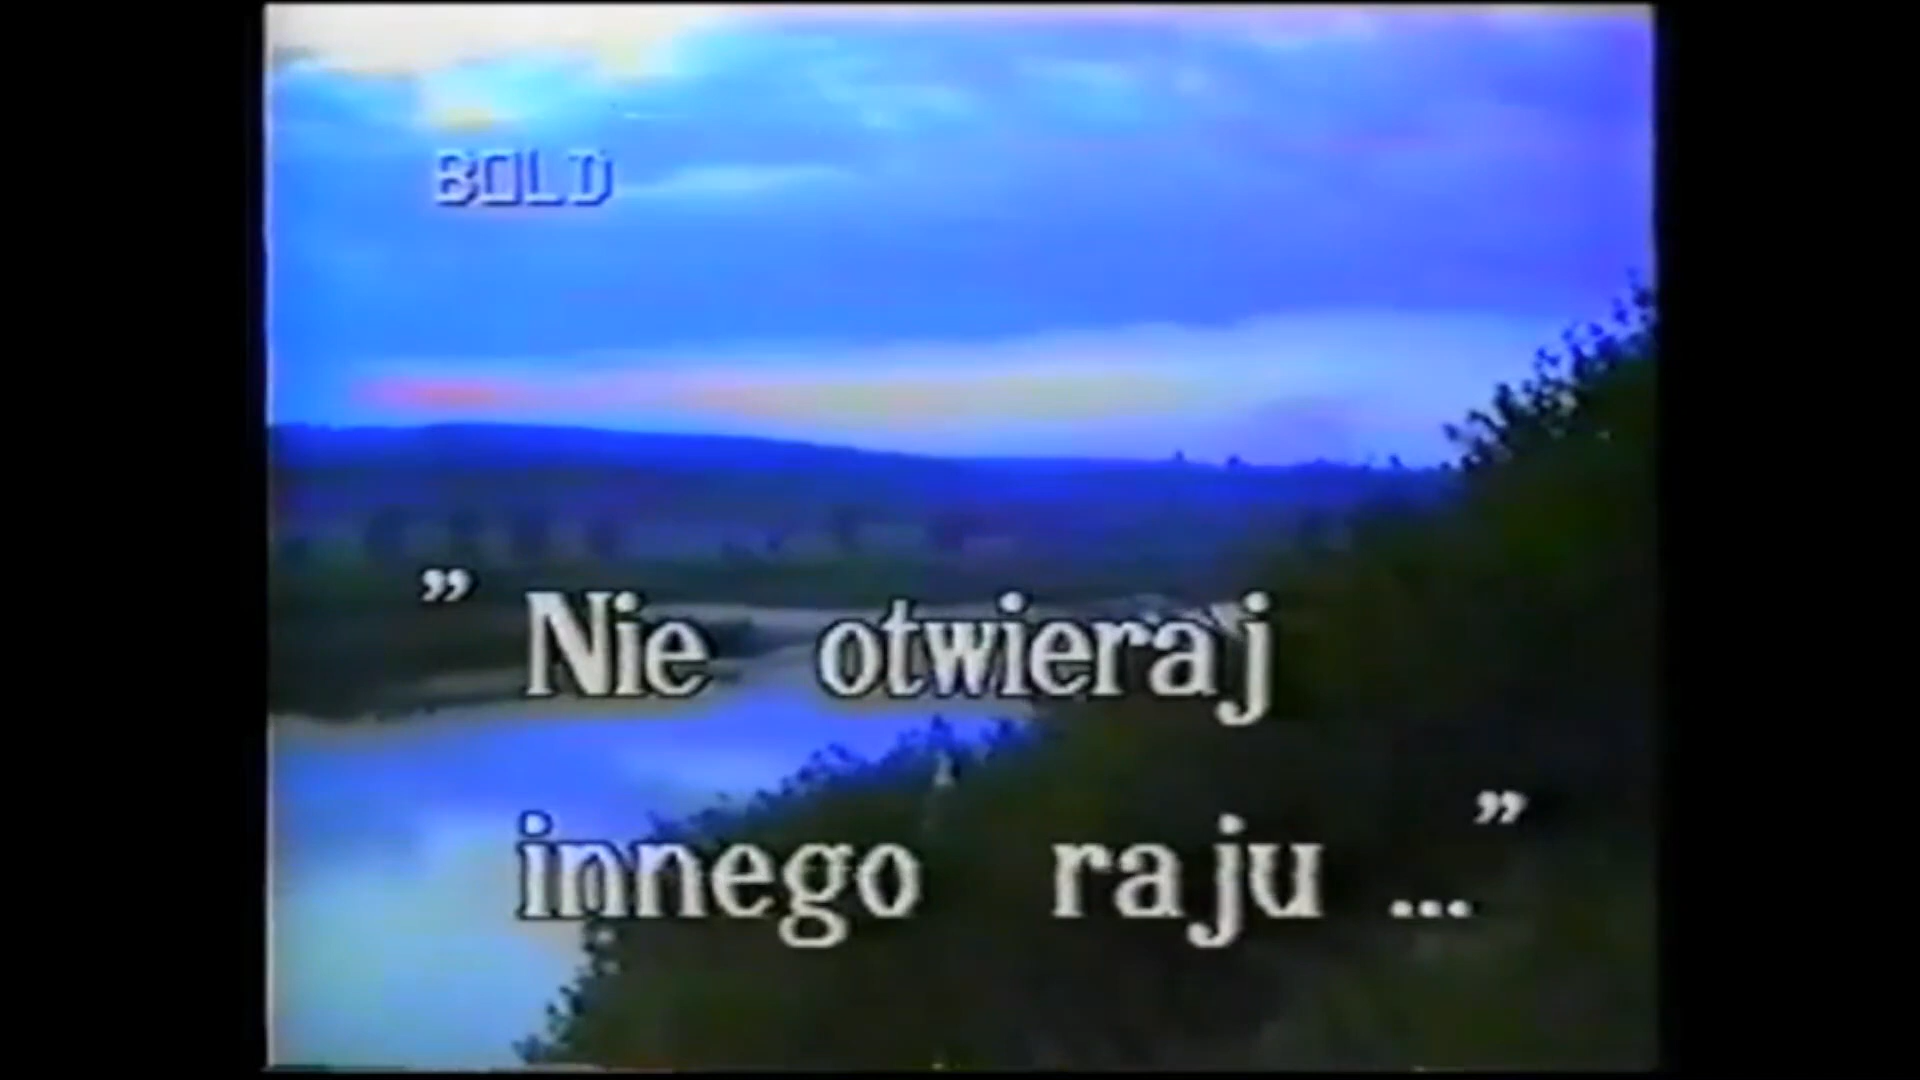 BOLD
” Nie otwieraj
innego raju ... ”